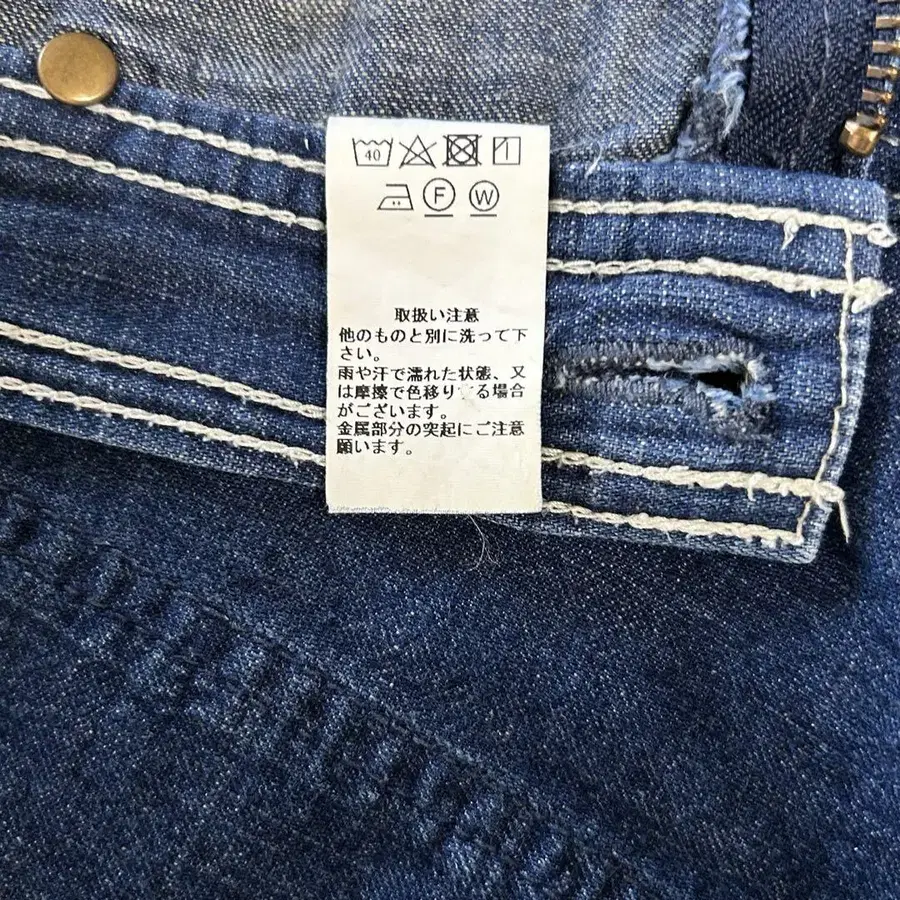 40
F W
取扱い注意
他のものと別に洗って下
さい。
雨や汗で濡れた状態、又
は摩擦で色移りする場合
がございます。
金属部分の突起にご注意
願います。